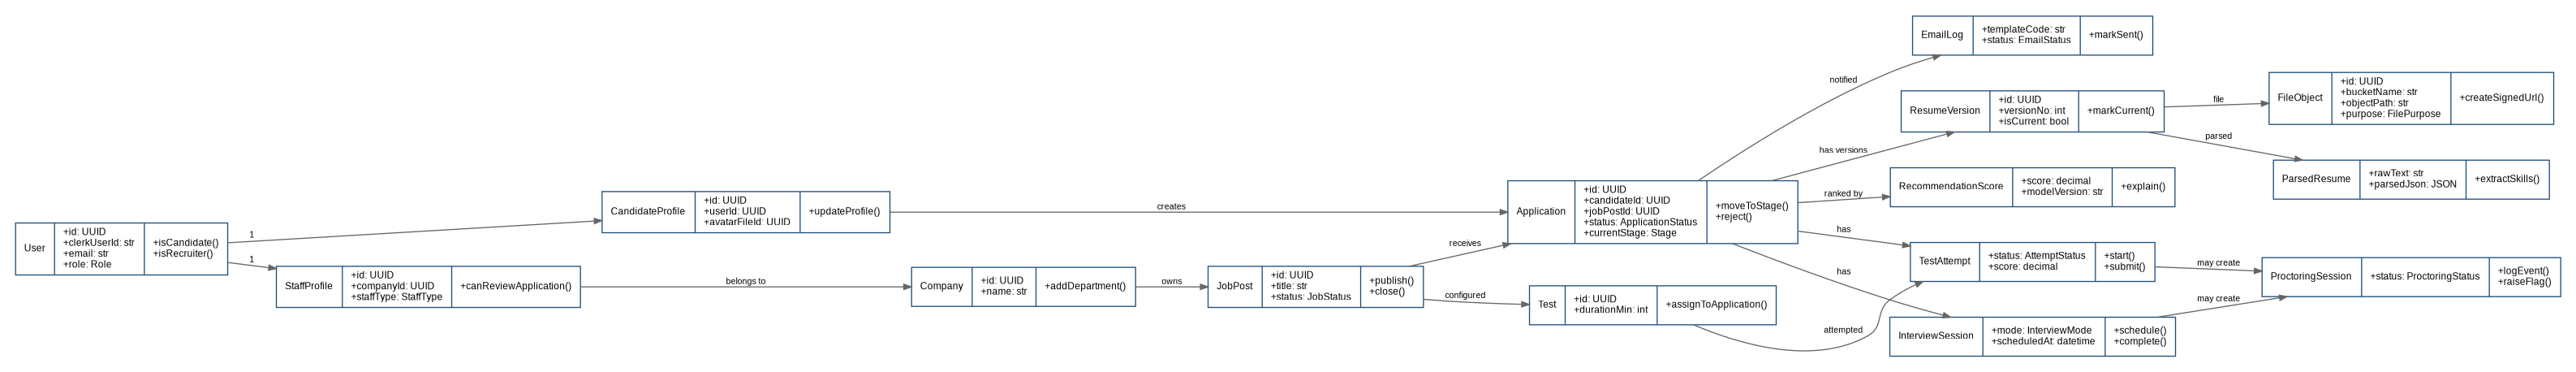 User
+id: UUID
+clerkUserId: str
+email: str
+role: Role
+isCandidate()
+isRecruiter()
1
1
StaffProfile
+id: UUID
+companyId: UUID
+staffType: StaffType
+canReviewApplication()
CandidateProfile
+id: UUID
+userId: UUID
+avatarFileId: UUID
+updateProfile()
belongs to
creates
Company
+id: UUID
+name: str
+addDepartment()
owns
JobPost
+id: UUID
+title: str
+status: JobStatus
+publish()
+close()
receives
configured
Application
+id: UUID
+candidateId: UUID
+jobPostId: UUID
+status: ApplicationStatus
+currentStage: Stage
+moveToStage()
+reject()
Test
+id: UUID
+durationMin: int
+assignToApplication()
notified
has versions
ranked by
has
has
attempted
EmailLog
+templateCode: str
+status: EmailStatus
+markSent()
ResumeVersion
+id: UUID
+versionNo: int
+isCurrent: bool
+markCurrent()
RecommendationScore
+score: decimal
+modelVersion: str
+explain()
TestAttempt
+status: AttemptStatus
+score: decimal
+start()
+submit()
InterviewSession
+mode: InterviewMode
+scheduledAt: datetime
+schedule()
+complete()
file
parsed
may create
may create
FileObject
+id: UUID
+bucketName: str
+objectPath: str
+purpose: FilePurpose
+createSignedUrl()
ParsedResume
+rawText: str
+parsedJson: JSON
+extractSkills()
ProctoringSession
+status: ProctoringStatus
+logEvent()
+raiseFlag()